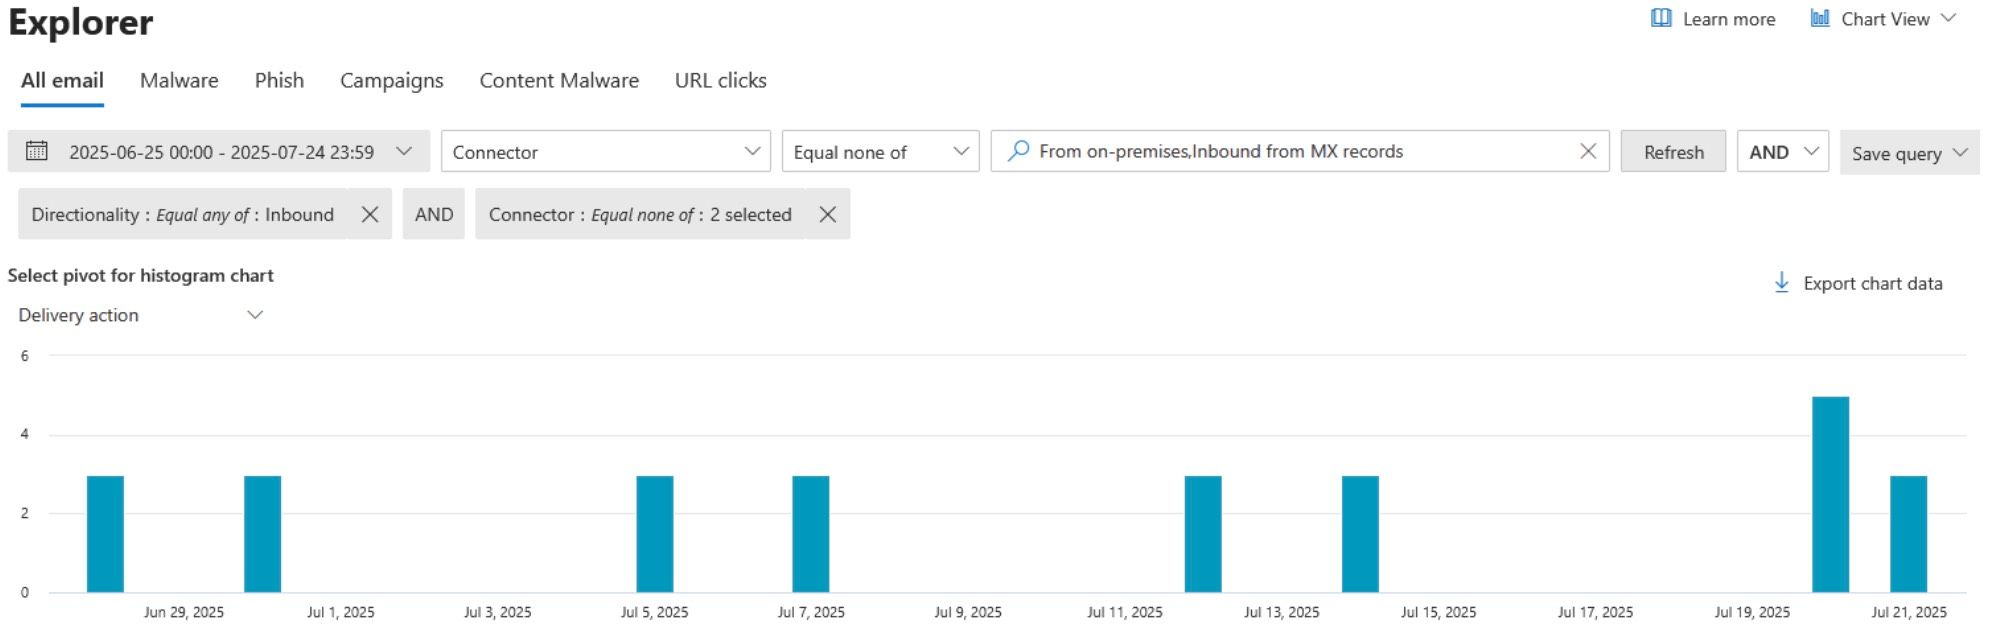 Explorer
Learn more
Chart View
All email
Malware
Phish
Campaigns
Content Malware
URL clicks
2025-06-25 00:00 - 2025-07-24 23:59
Connector
Equal none of
From on-premises,Inbound from MX records
Refresh
AND
Save query
Directionality : Equal any of : Inbound
AND
Connector : Equal none of : 2 selected
Select pivot for histogram chart
Export chart data
Delivery action
6
4
2
0
Jun 29, 2025
Jul 1, 2025
Jul 3, 2025
Jul 5, 2025
Jul 7, 2025
Jul 9, 2025
Jul 11, 2025
Jul 13, 2025
Jul 15, 2025
Jul 17, 2025
Jul 19, 2025
Jul 21, 2025